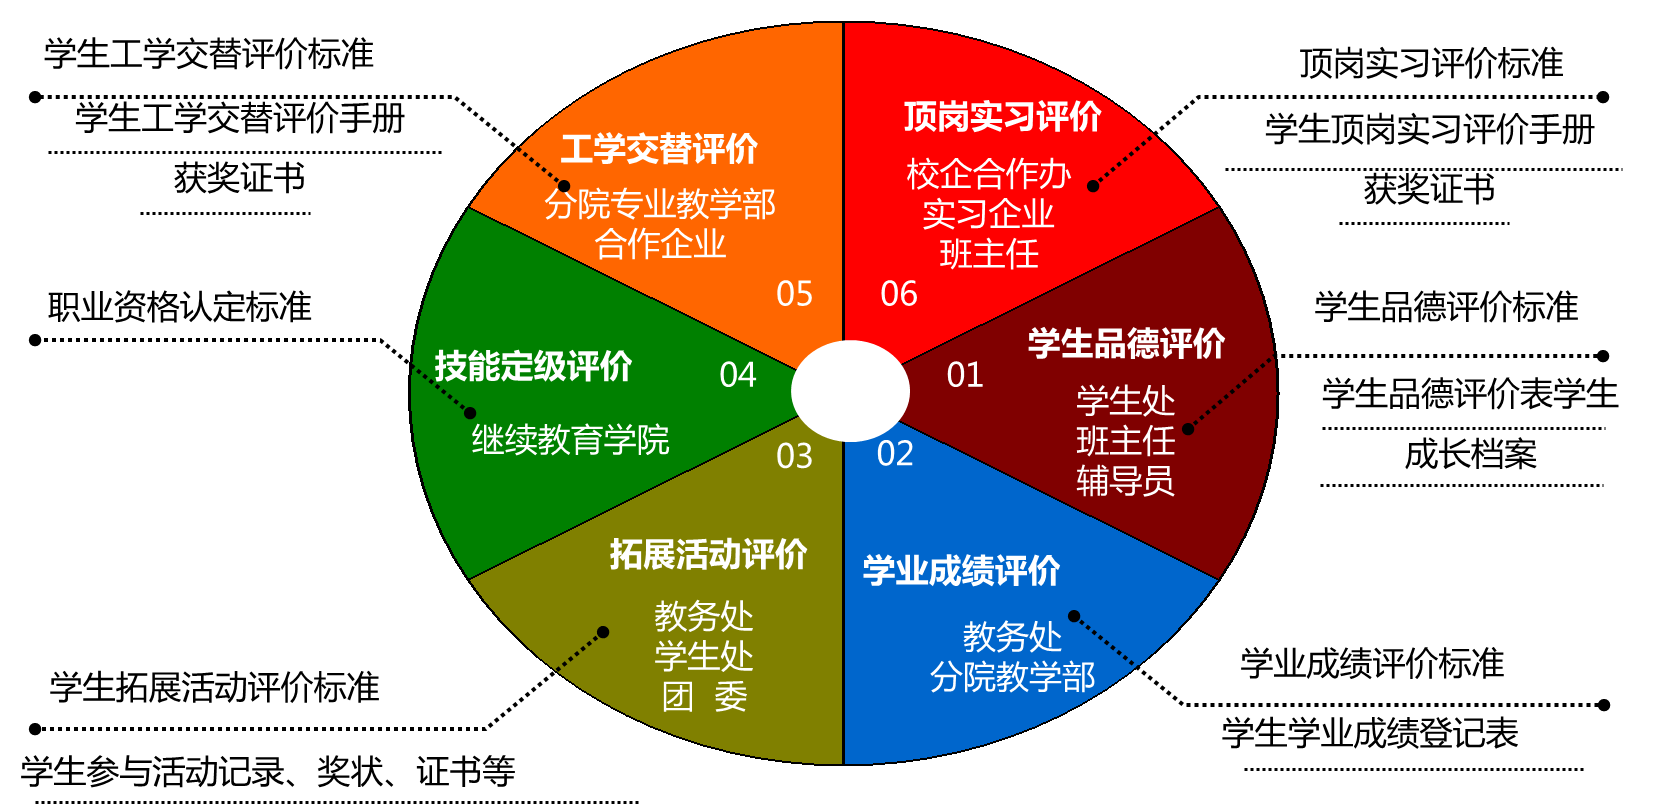 学生工学交替评价标准
学生工学交替评价手册
获奖证书
职业资格认定标准
学生拓展活动评价标准
学生参与活动记录、奖状、证书等
工学交替评价
分院专业教学部
合作企业
05
顶岗实习评价
校企合作办
实习企业
班主任
06
技能定级评价
04
继续教育学院
学生品德评价
01
学生处
班主任
辅导员
03
拓展活动评价
教务处
学生处
团 委
02
学业成绩评价
教务处
分院教学部
顶岗实习评价标准
学生顶岗实习评价手册
获奖证书
学生品德评价标准
学生品德评价表学生
成长档案
学业成绩评价标准
学生学业成绩登记表